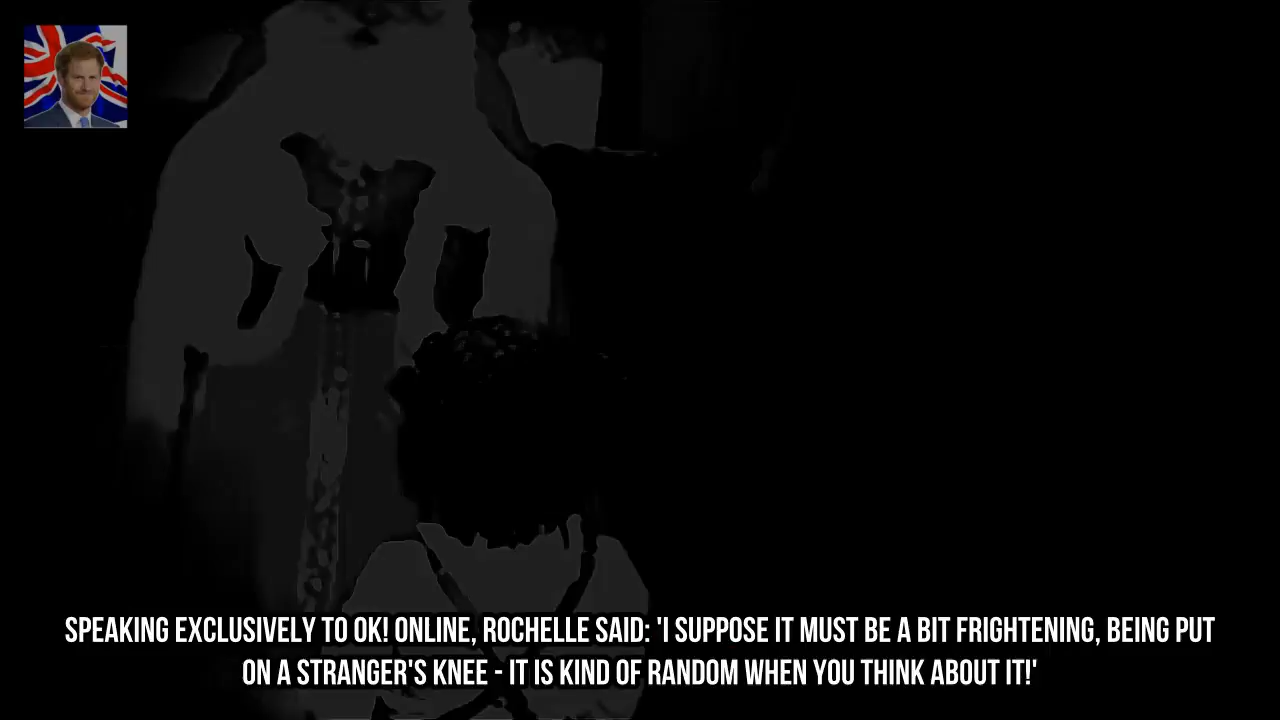 SPEAKING EXCLUSIVELY TO OK! ONLINE, ROCHELLE SAID: 'I SUPPOSE IT MUST BE A BIT FRIGHTENING, BEING PUT
ON A STRANGER'S KNEE - IT IS KIND OF RANDOM WHEN YOU THINK ABOUT IT!'